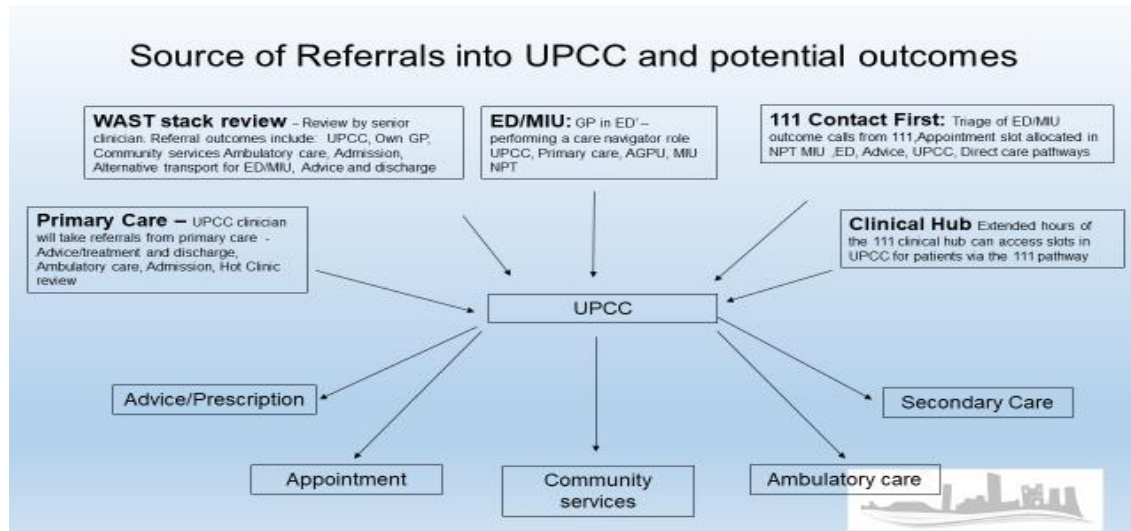 Source of Referrals into UPCC and potential outcomes
WAST stack review – Review by senior
clinician. Referral outcomes include: UPCC, Own GP,
Community services Ambulatory care, Admission,
Alternative transport for ED/MIU, Advice and discharge
ED/MIU: GP in ED' –
performing a care navigator role
UPCC, Primary care, AGPU, MIU
NPT
111 Contact First: Triage of ED/MIU
outcome calls from 111,Appointment slot allocated in
NPT MIU ,ED, Advice, UPCC, Direct care pathways
Primary Care – UPCC clinician
will take referrals from primary care -
Advice/treatment and discharge,
Ambulatory care, Admission, Hot Clinic
review
Clinical Hub Extended hours of
the 111 clinical hub can access slots in
UPCC for patients via the 111 pathway
UPCC
Advice/Prescription
Secondary Care
Appointment
Community
services
Ambulatory care